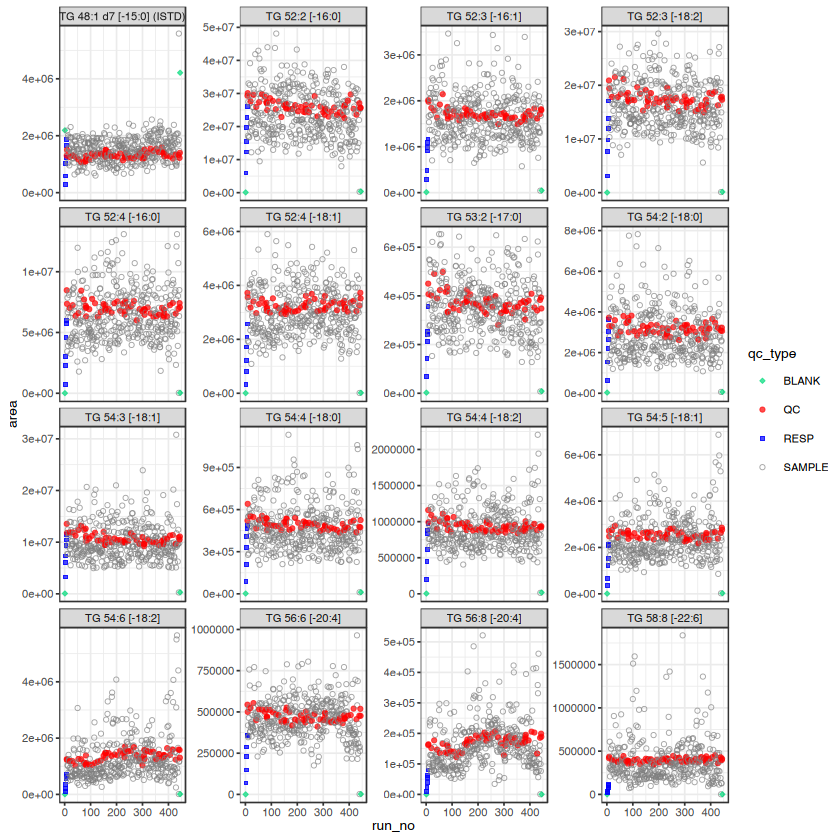 TG 48:1 d7 [-15:0] (ISTD)
TG 52:2 [-16:0]
TG 52:3 [-16:1]
TG 52:3 [-18:2]
0e+00
2e+06
4e+06
0e+00
1e+07
2e+07
3e+07
4e+07
5e+07
0e+00
1e+06
2e+06
3e+06
0e+00
1e+07
2e+07
3e+07
TG 52:4 [-16:0]
TG 52:4 [-18:1]
TG 53:2 [-17:0]
TG 54:2 [-18:0]
0e+00
5e+06
1e+07
0e+00
2e+06
4e+06
6e+06
0e+00
2e+05
4e+05
6e+05
0e+00
2e+06
4e+06
6e+06
8e+06
TG 54:3 [-18:1]
TG 54:4 [-18:0]
TG 54:4 [-18:2]
TG 54:5 [-18:1]
0e+00
1e+07
2e+07
3e+07
0e+00
3e+05
6e+05
9e+05
0
500000
1000000
1500000
2000000
0e+00
2e+06
4e+06
6e+06
TG 54:6 [-18:2]
TG 56:6 [-20:4]
TG 56:8 [-20:4]
TG 58:8 [-22:6]
0e+00
2e+06
4e+06
0
250000
500000
750000
1000000
0e+00
1e+05
2e+05
3e+05
4e+05
5e+05
0
500000
1000000
1500000
0 100 200 300 400
0 100 200 300 400
0 100 200 300 400
0 100 200 300 400
run_no
area
qc_type
BLANK
QC
RESP
SAMPLE